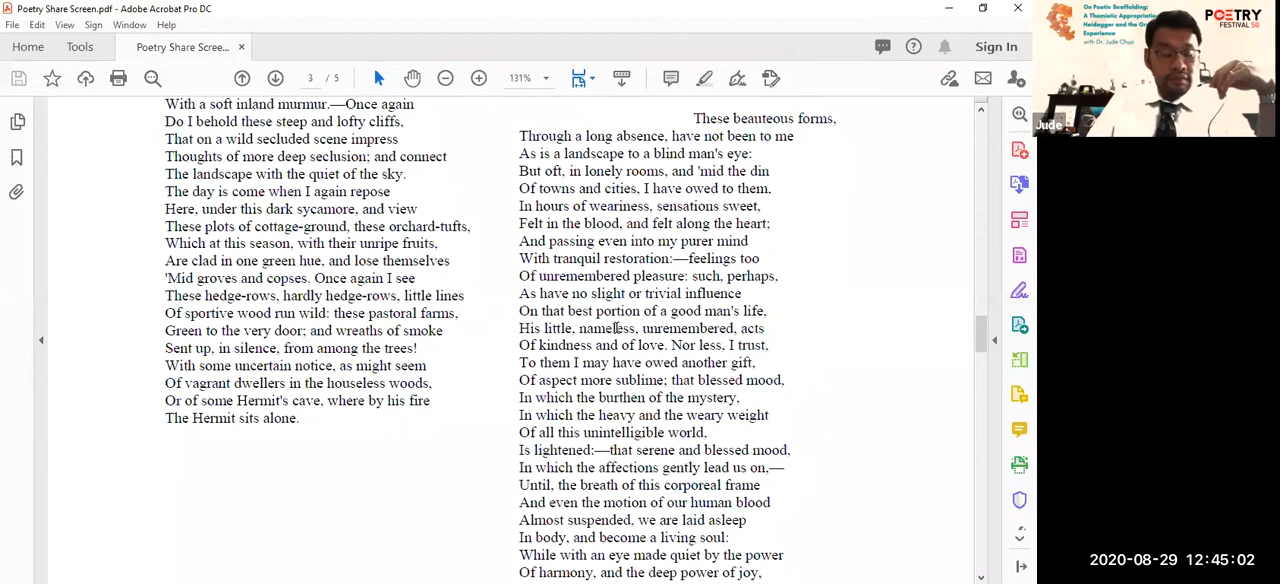 Poetry Share Screen.pdf - Adobe Acrobat Pro DC
File Edit View Sign Window Help
Home Tools Poetry Share Scree... ×
Sign In
3 / 5
131%
With a soft inland murmur.—Once again
Do I behold these steep and lofty cliffs,
That on a wild secluded scene impress
Thoughts of more deep seclusion; and connect
The landscape with the quiet of the sky.
The day is come when I again repose
Here, under this dark sycamore, and view
These plots of cottage-ground, these orchard-tufts,
Which at this season, with their unripe fruits,
Are clad in one green hue, and lose themselves
'Mid groves and copses. Once again I see
These hedge-rows, hardly hedge-rows, little lines
Of sportive wood run wild: these pastoral farms,
Green to the very door; and wreaths of smoke
Sent up, in silence, from among the trees!
With some uncertain notice, as might seem
Of vagrant dwellers in the houseless woods,
Or of some Hermit's cave, where by his fire
The Hermit sits alone.
These beauteous forms,
Through a long absence, have not been to me
As is a landscape to a blind man's eye:
But oft, in lonely rooms, and 'mid the din
Of towns and cities, I have owed to them,
In hours of weariness, sensations sweet,
Felt in the blood, and felt along the heart;
And passing even into my purer mind
With tranquil restoration:—feelings too
Of unremembered pleasure: such, perhaps,
As have no slight or trivial influence
On that best portion of a good man's life,
His little, nameless, unremembered, acts
Of kindness and of love. Nor less, I trust,
To them I may have owed another gift,
Of aspect more sublime; that blessed mood,
In which the burthen of the mystery,
In which the heavy and the weary weight
Of all this unintelligible world,
Is lightened:—that serene and blessed mood,
In which the affections gently lead us on,—
Until, the breath of this corporeal frame
And even the motion of our human blood
Almost suspended, we are laid asleep
In body, and become a living soul:
While with an eye made quiet by the power
Of harmony, and the deep power of joy,
On Poetic Scaffolding:
A Thomistic Appropriatio
Heidegger and the Gr
Experience
with Dr. Jude Chua
POETRY
FESTIVAL SG
Jude
2020-08-29 12:45:02